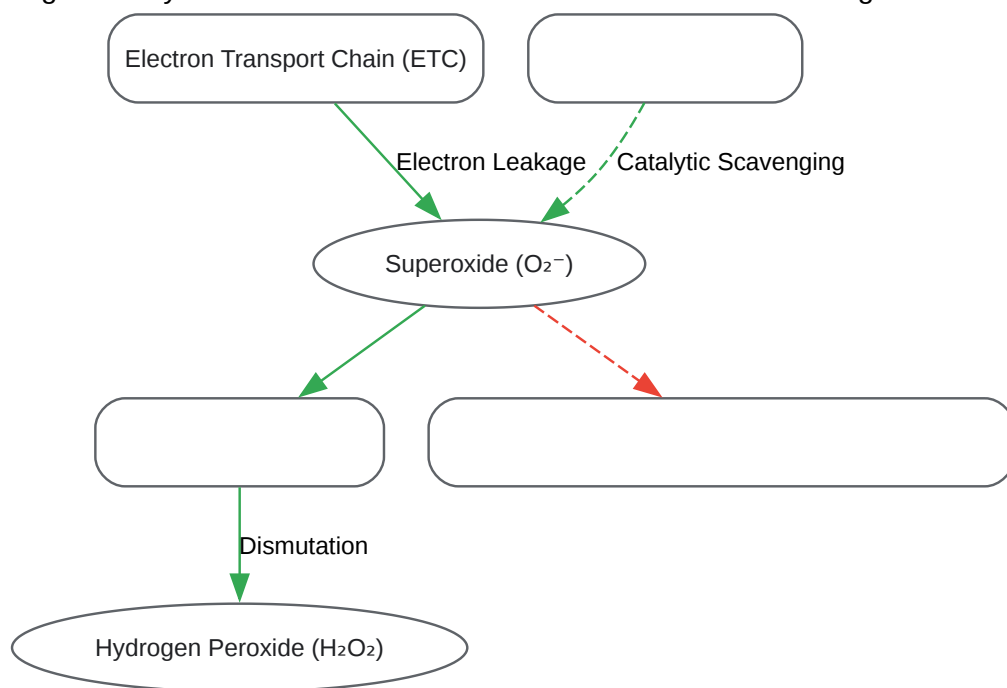 Electron Transport Chain (ETC)
Electron Leakage
Catalytic Scavenging
Superoxide (O₂⁻)
Dismutation
Hydrogen Peroxide (H₂O₂)